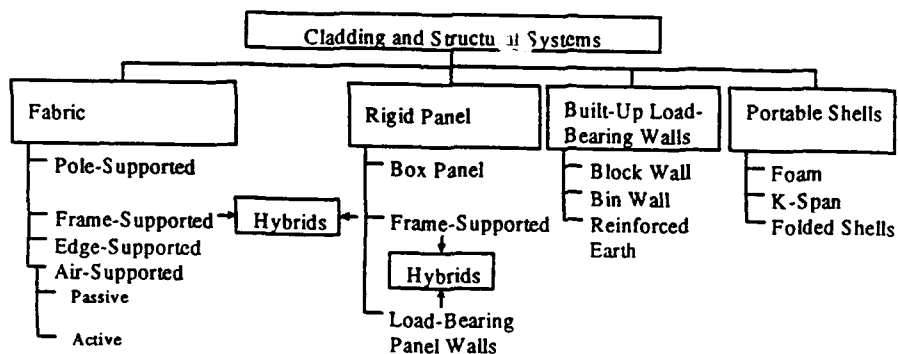 Cladding and Structural Systems
Fabric
Pole-Supported
Frame-Supported
Edge-Supported
Air-Supported
Passive
Active
Hybrids
Rigid Panel
Box Panel
Frame-Supported
Hybrids
Load-Bearing
Panel Walls
Built-Up Load-
Bearing Walls
Block Wall
Bin Wall
Reinforced
Earth
Portable Shells
Foam
K-Span
Folded Shells